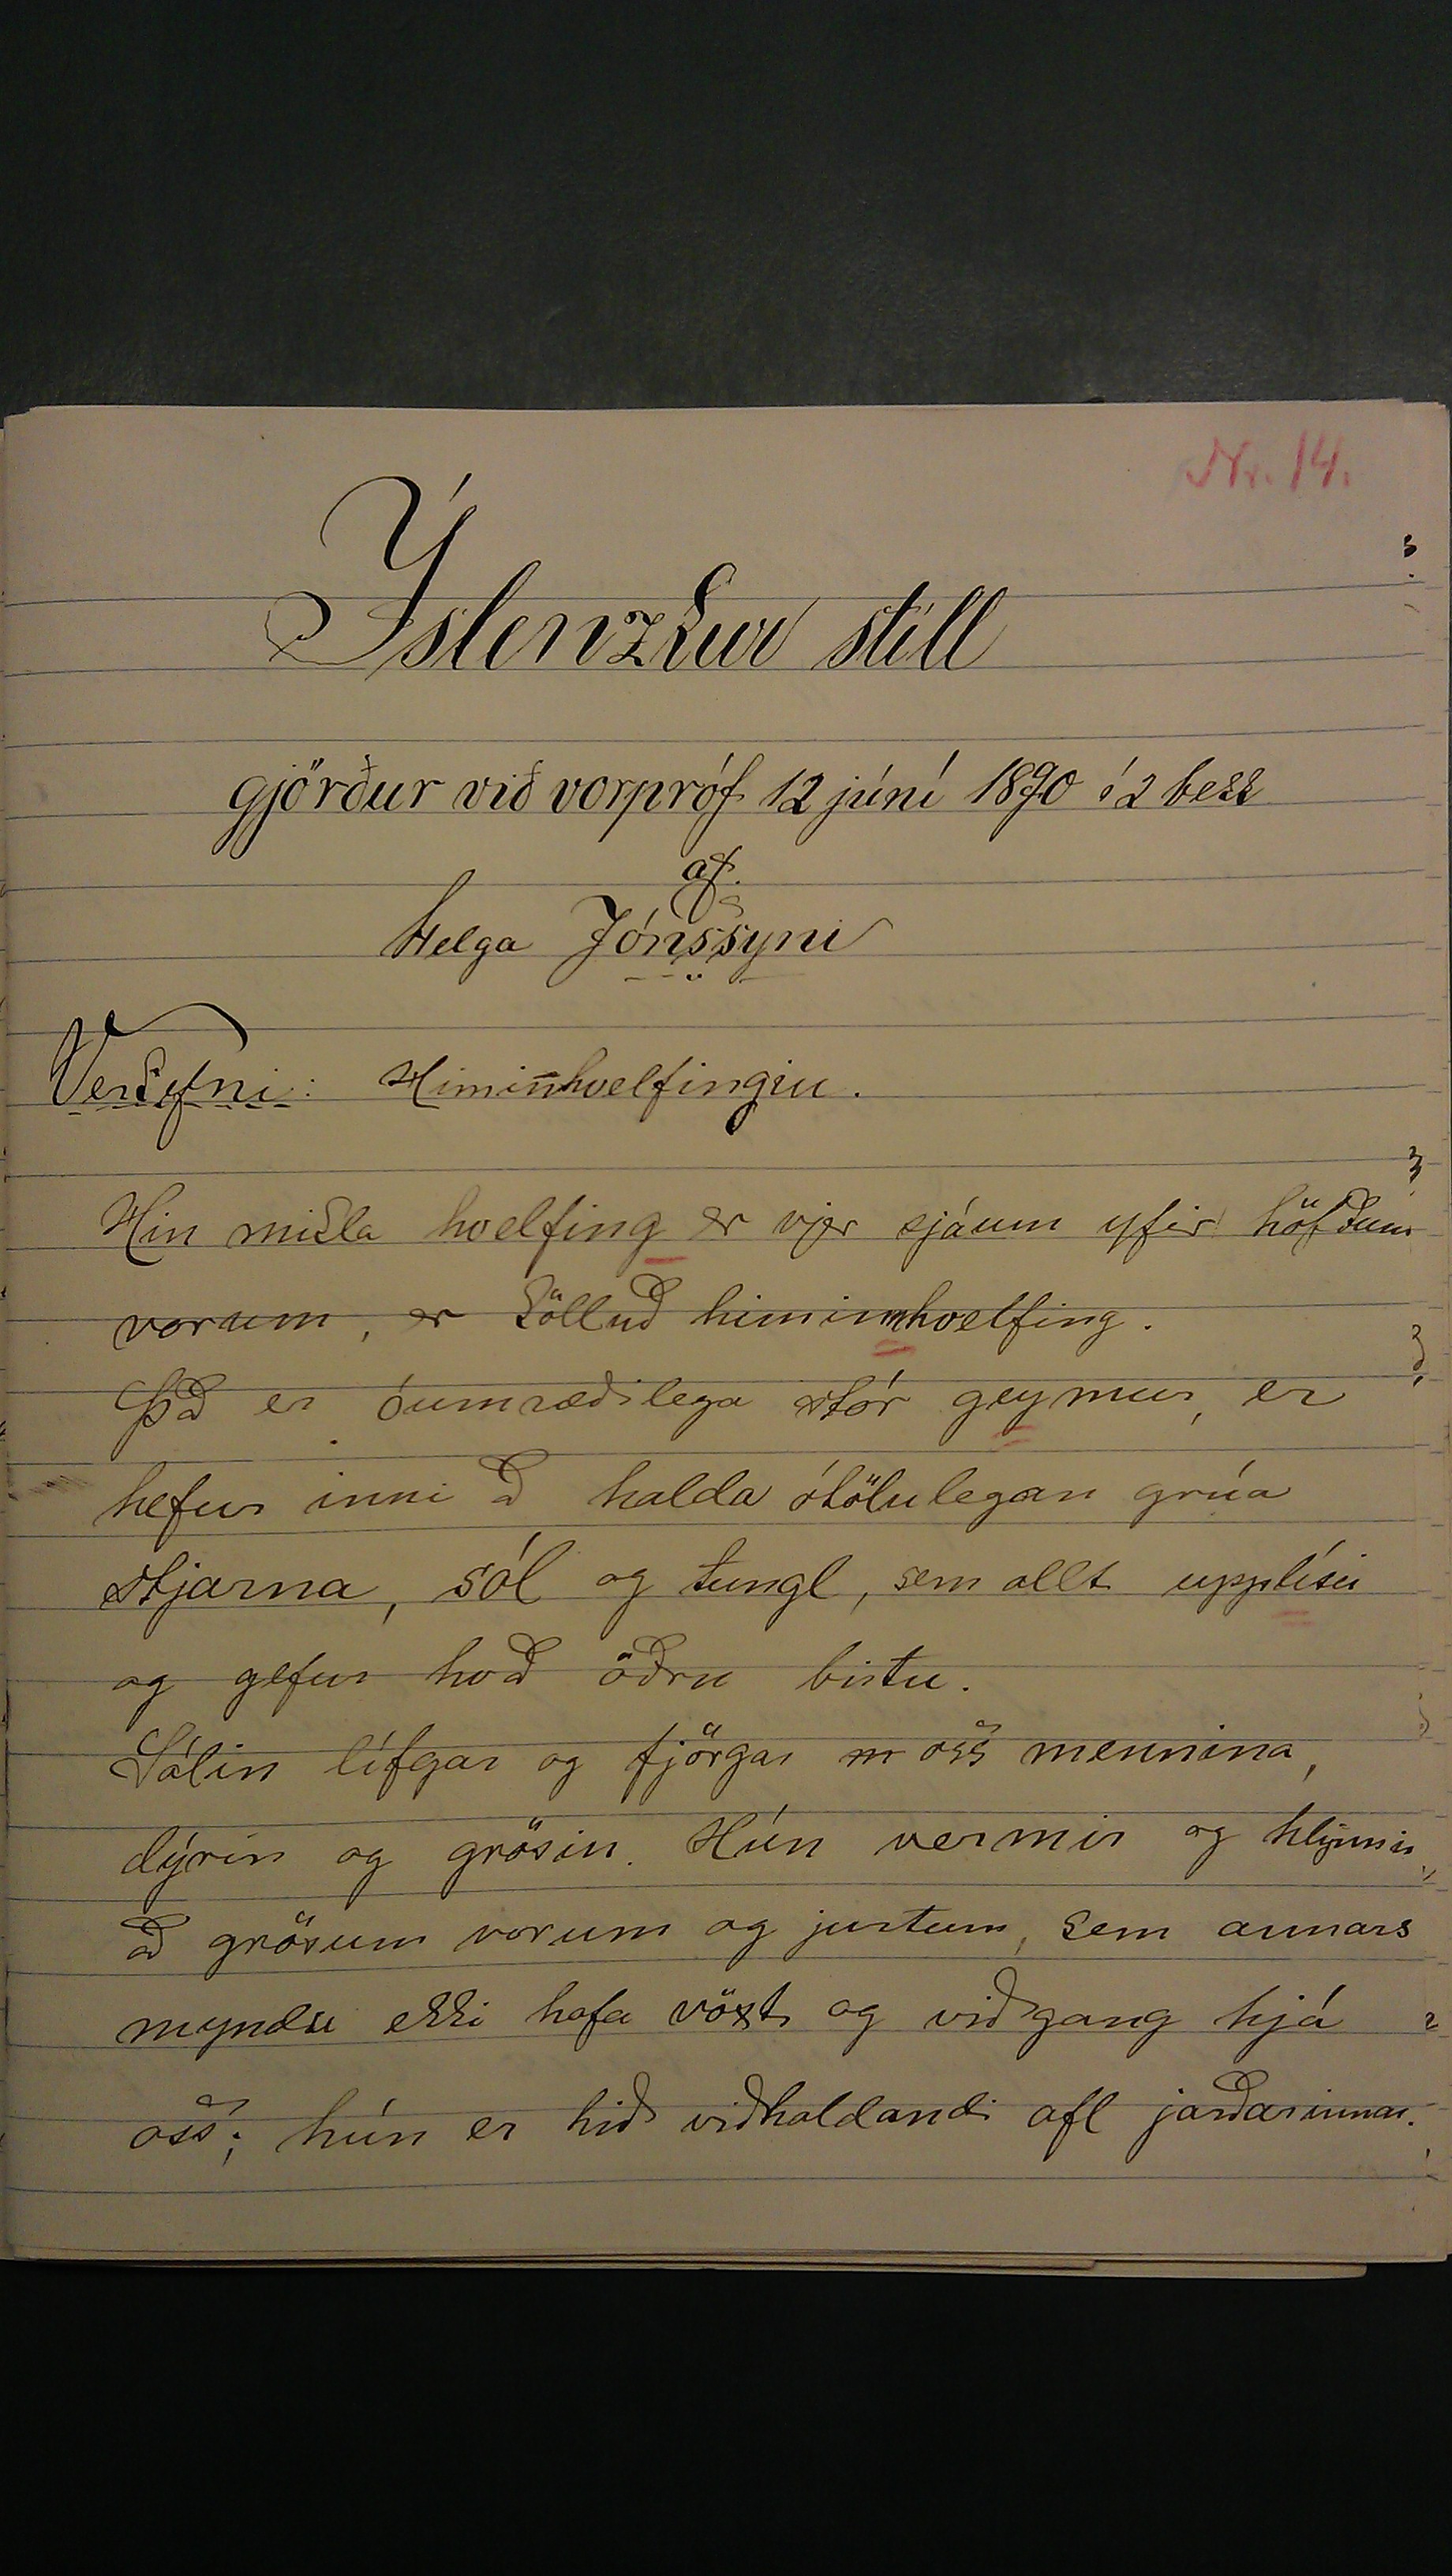 Nr. 14.
Íslenzkur stíll
gjörður við vorpróf 12 júní 1890 í 2 bekk
af
Helga Jónssyni
Verkefni: Himinhvelfingin.
Hin mikla hvelfing er vjer sjáum yfir höfðum
vorum, er kölluð himinnhvelfing.
Það er óumræðilega stór geymur, er
hefur inni að halda ótölulegan grúa
stjarna, sól og tungl, sem allt upplísir
og gefur hvað öðru birtu.
Sólin lífgar og fjörgar oss mennina,
dýrin og grösin. Hún vermir og hlynnir
að grösum vorum og jurtum, sem annars
myndu ekki hafa vöxt og viðgang hjá
oss; hún er hið viðhaldandi afl jarðarinnar.